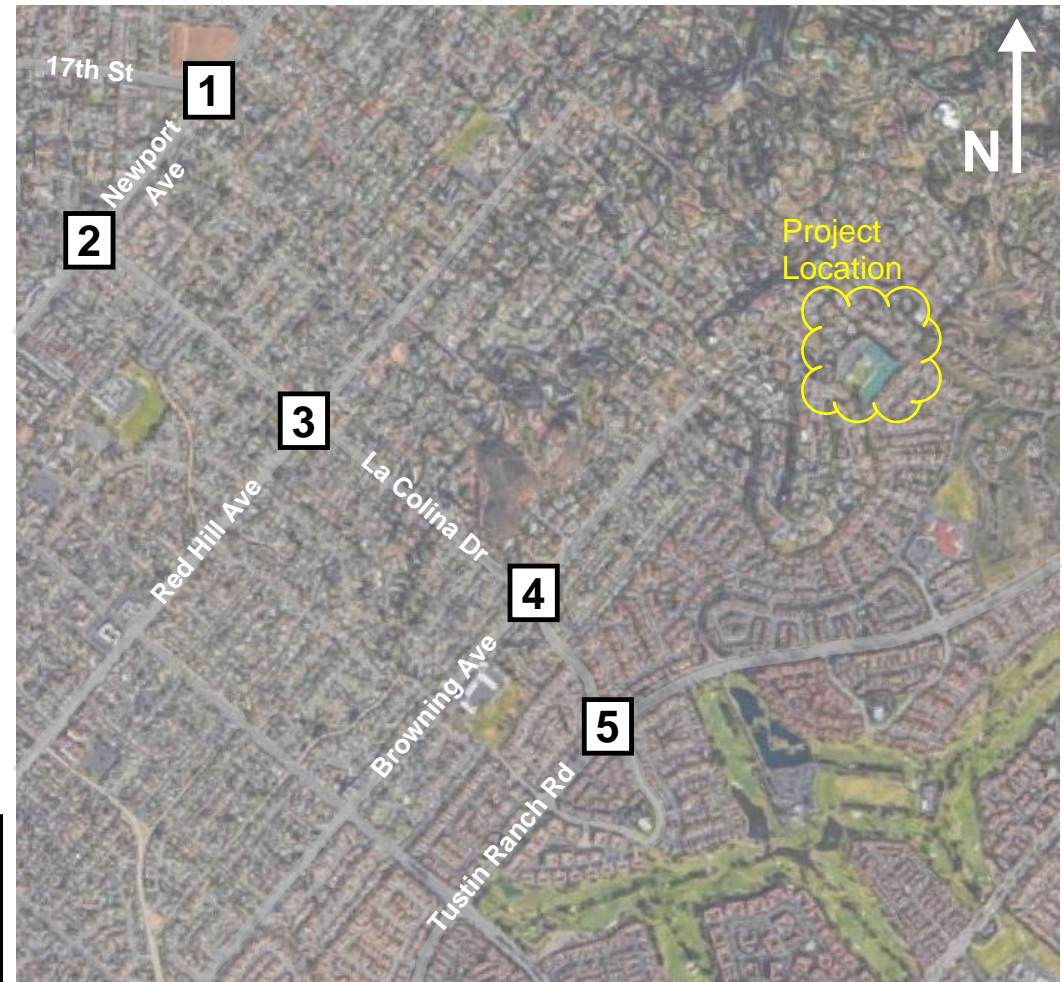 17th St
1
Newport
Ave
2
N
Project
Location
3
La Colina Dr
Red Hill Ave
4
Browning Ave
5
Tustin Ranch Rd